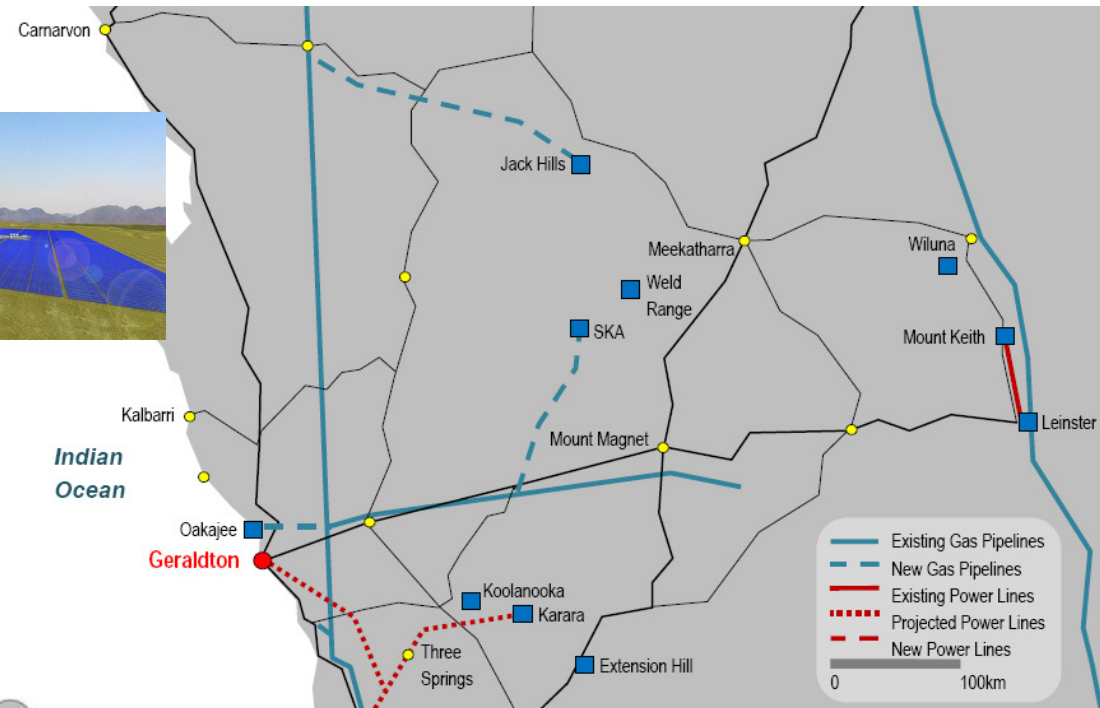 Carnarvon
Jack Hills
Meekatharra
Wiluna
Weld
Range
SKA
Mount Keith
Kalbarri
Mount Magnet
Leinster
Indian
Ocean
Oakajee
Geraldton
Koolanooka
Karara
Three
Springs
Extension Hill
Existing Gas Pipelines
New Gas Pipelines
Existing Power Lines
Projected Power Lines
New Power Lines
0 100km